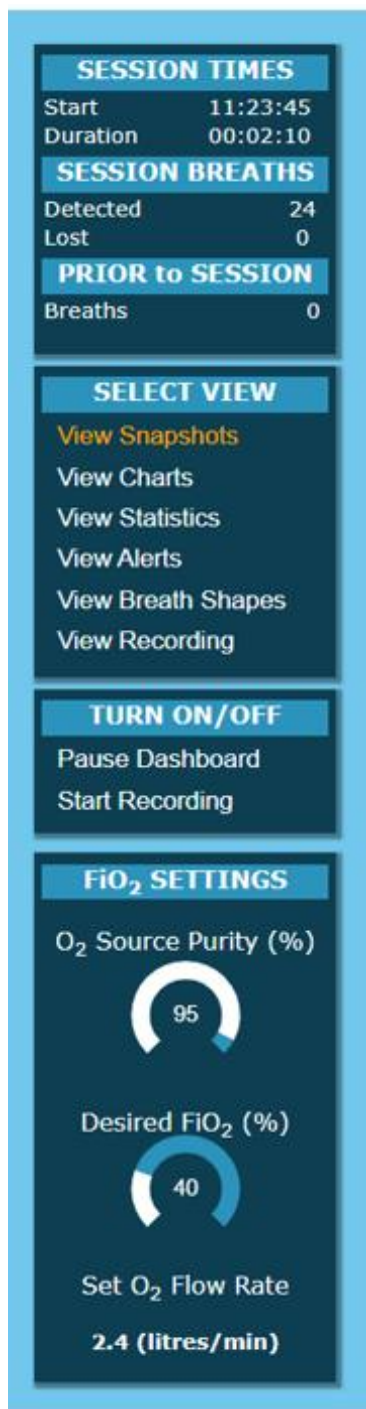 SESSION TIMES
Start 11:23:45
Duration 00:02:10
SESSION BREATHS
Detected 24
Lost 0
PRIOR to SESSION
Breaths 0
SELECT VIEW
View Snapshots
View Charts
View Statistics
View Alerts
View Breath Shapes
View Recording
TURN ON/OFF
Pause Dashboard
Start Recording
FiO₂ SETTINGS
O₂ Source Purity (%)
95
Desired FiO₂ (%)
40
Set O₂ Flow Rate
2.4 (litres/min)